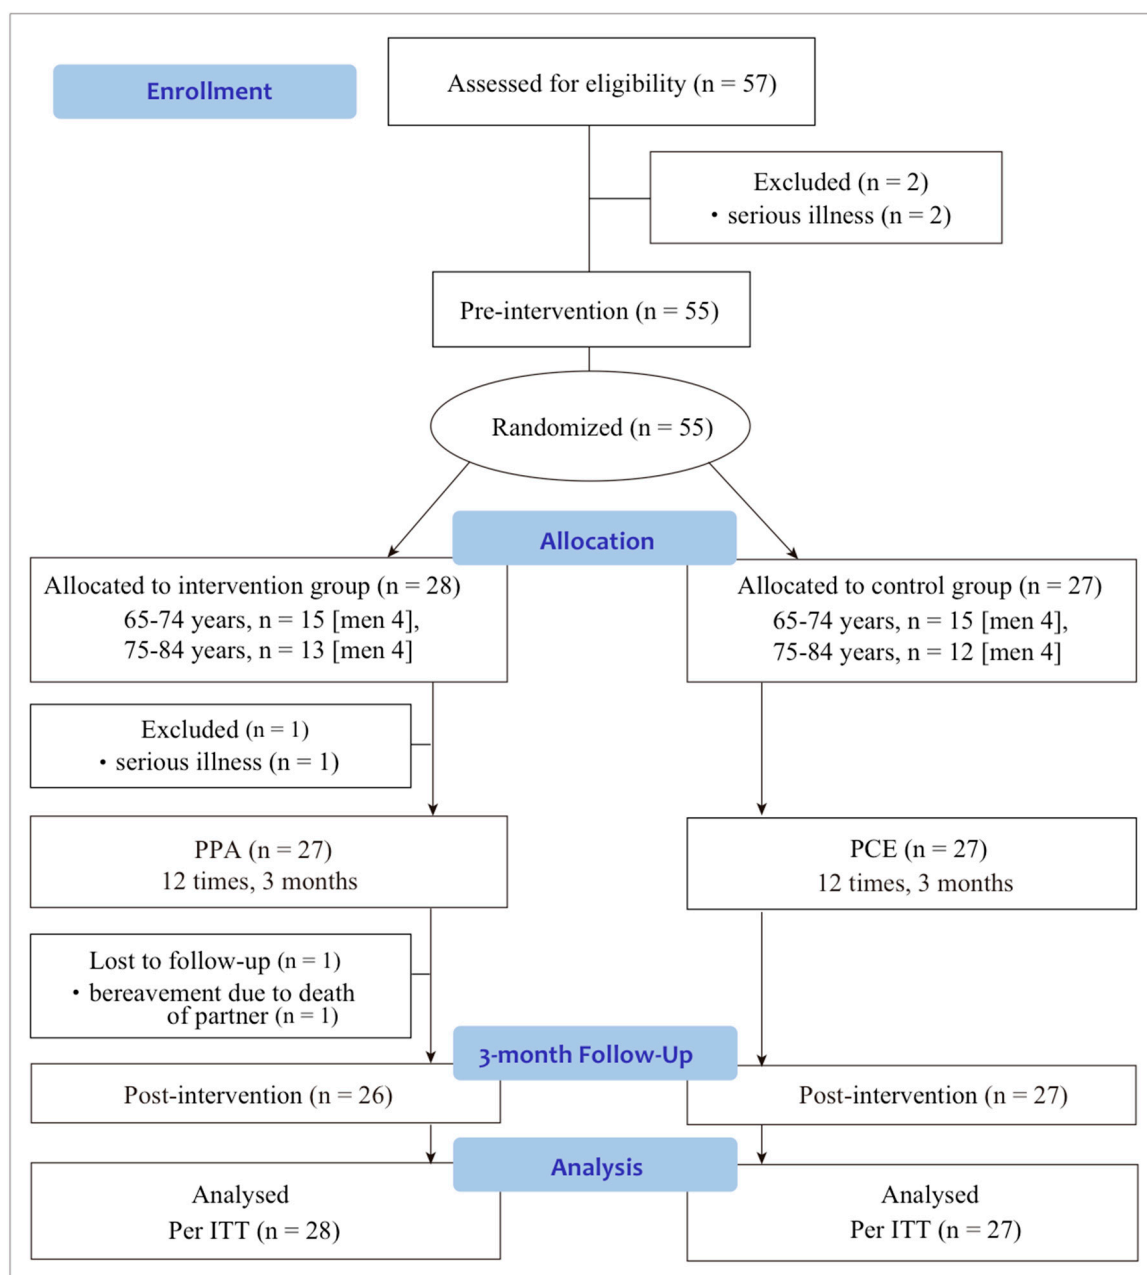 Enrollment
Assessed for eligibility (n = 57)
Excluded (n = 2)
・serious illness (n = 2)
Pre-intervention (n = 55)
Randomized (n = 55)
Allocation
Allocated to intervention group (n = 28)
65-74 years, n = 15 [men 4],
75-84 years, n = 13 [men 4]
Allocated to control group (n = 27)
65-74 years, n = 15 [men 4],
75-84 years, n = 12 [men 4]
Excluded (n = 1)
・serious illness (n = 1)
PPA (n = 27)
12 times, 3 months
PCE (n = 27)
12 times, 3 months
Lost to follow-up (n = 1)
・bereavement due to death
of partner (n = 1)
3-month Follow-Up
Post-intervention (n = 26)
Post-intervention (n = 27)
Analysis
Analysed
Per ITT (n = 28)
Analysed
Per ITT (n = 27)